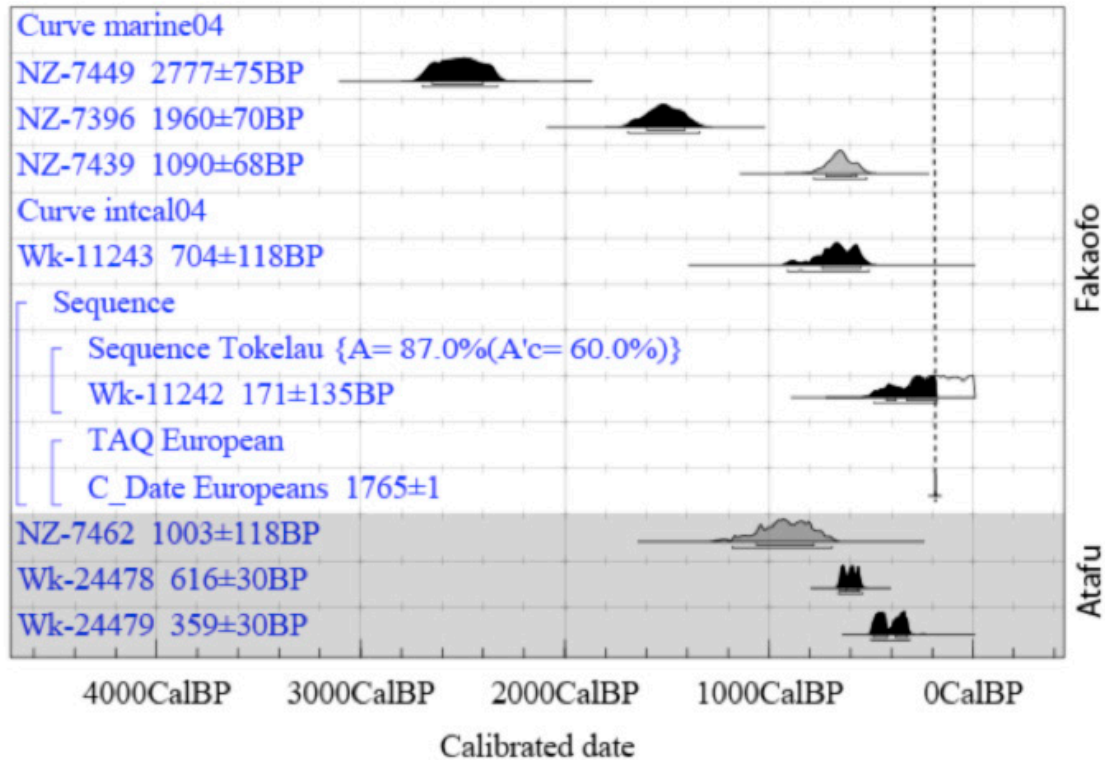 Curve marine04
NZ-7449 2777±75BP
NZ-7396 1960±70BP
NZ-7439 1090±68BP
Curve intcal04
Wk-11243 704±118BP
Sequence
Sequence Tokelau {A= 87.0%(A'c= 60.0%)}
Wk-11242 171±135BP
TAQ European
C_Date Europeans 1765±1
NZ-7462 1003±118BP
Wk-24478 616±30BP
Wk-24479 359±30BP
Fakaofo
Atafu
4000CalBP 3000CalBP 2000CalBP 1000CalBP 0CalBP
Calibrated date